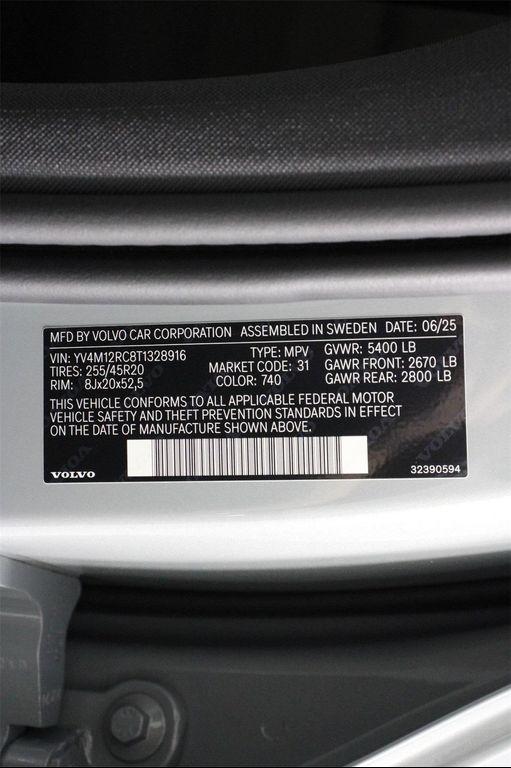 MFD BY VOLVO CAR CORPORATION ASSEMBLED IN SWEDEN DATE: 06/25
VIN: YV4M12RC8T1328916 TYPE: MPV GVWR: 5400 LB
TIRES: 255/45R20 MARKET CODE: 31 GAWR FRONT: 2670 LB
RIM: 8Jx20x52,5 COLOR: 740 GAWR REAR: 2800 LB
THIS VEHICLE CONFORMS TO ALL APPLICABLE FEDERAL MOTOR
VEHICLE SAFETY AND THEFT PREVENTION STANDARDS IN EFFECT
ON THE DATE OF MANUFACTURE SHOWN ABOVE.
VOLVO 32390594